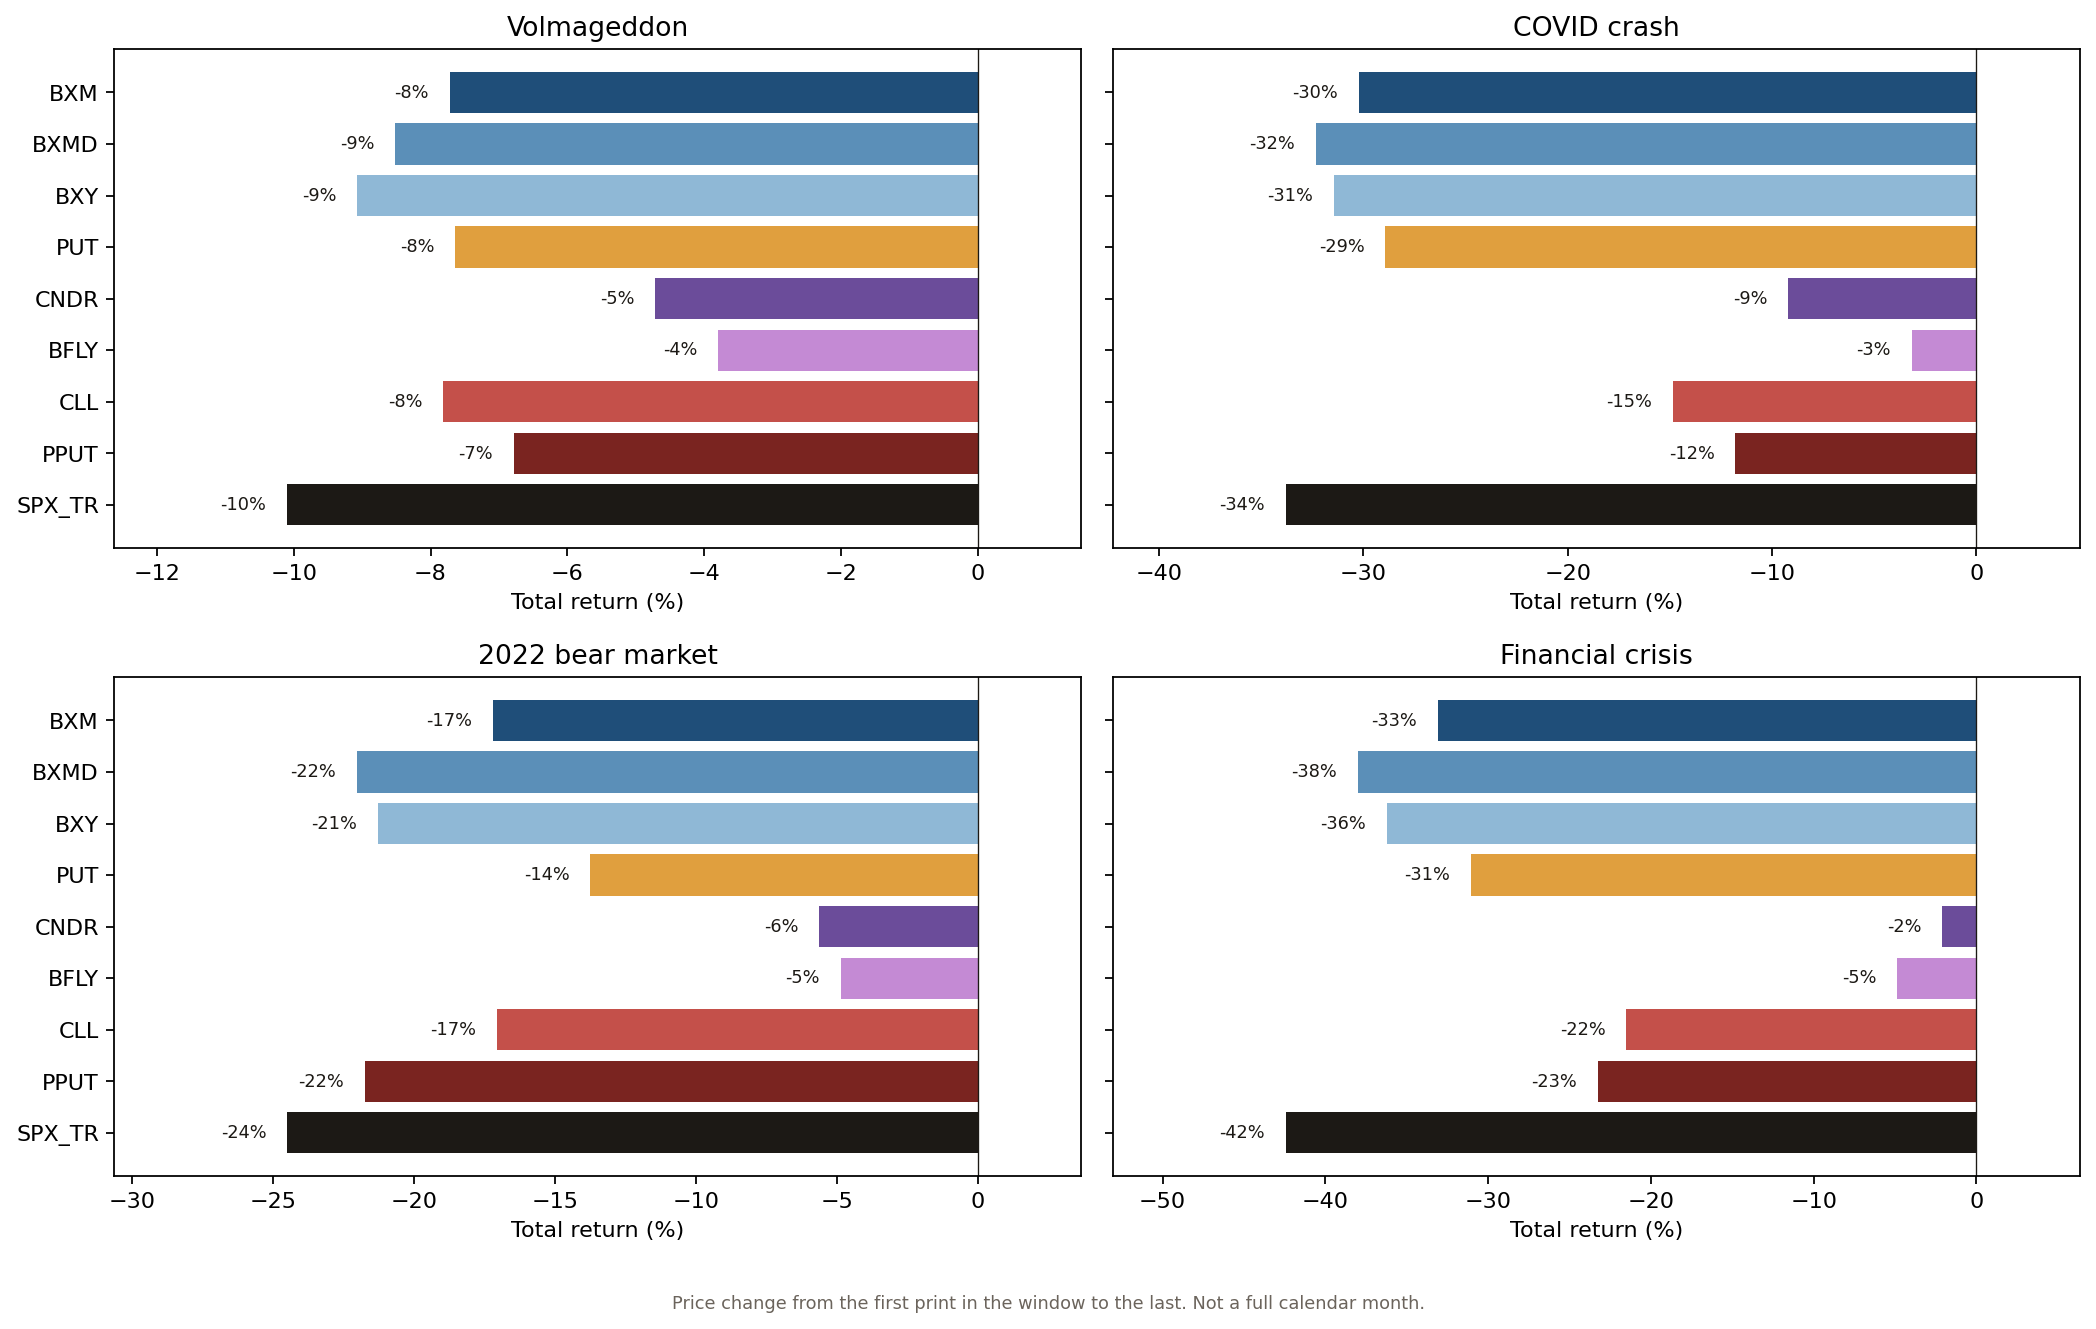 Volmageddon
BXM
-8%
BXMD
-9%
BXY
-9%
PUT
-8%
CNDR
-5%
BFLY
-4%
CLL
-8%
PPUT
-7%
SPX_TR
-10%
−12 −10 −8 −6 −4 −2 0
Total return (%)
COVID crash
-30%
-32%
-31%
-29%
-9%
-3%
-15%
-12%
-34%
−40 −30 −20 −10 0
Total return (%)
2022 bear market
BXM
-17%
BXMD
-22%
BXY
-21%
PUT
-14%
CNDR
-6%
BFLY
-5%
CLL
-17%
PPUT
-22%
SPX_TR
-24%
−30 −25 −20 −15 −10 −5 0
Total return (%)
Financial crisis
-33%
-38%
-36%
-31%
-2%
-5%
-22%
-23%
-42%
−50 −40 −30 −20 −10 0
Total return (%)
Price change from the first print in the window to the last. Not a full calendar month.